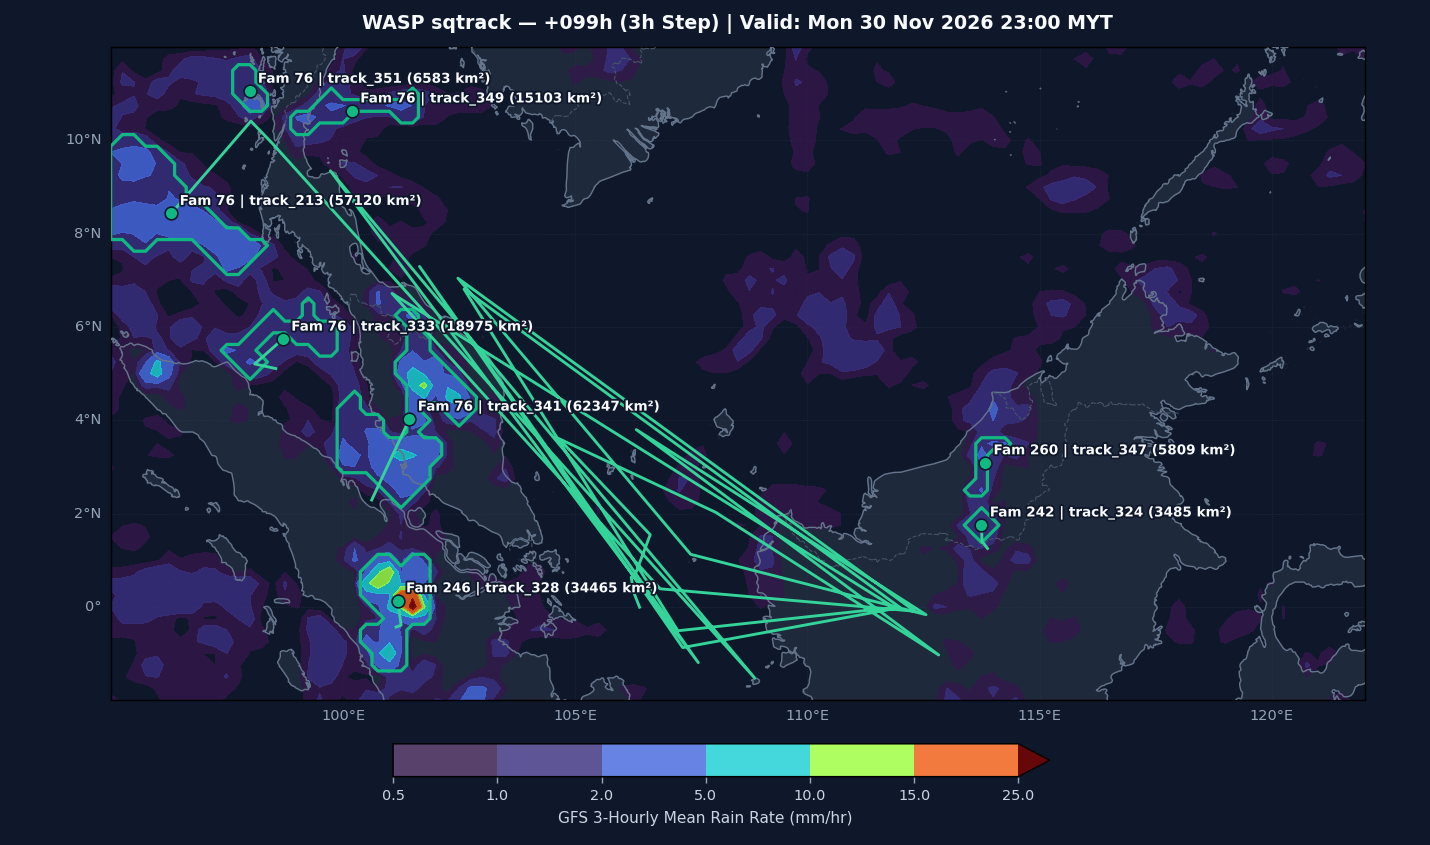 WASP sqtrack — +099h (3h Step) | Valid: Mon 30 Nov 2026 23:00 MYT
Fam 76 | track_351 (6583 km²)
Fam 76 | track_349 (15103 km²)
10°N
Fam 76 | track_213 (57120 km²)
8°N
6°N
Fam 76 | track_333 (18975 km²)
Fam 76 | track_341 (62347 km²)
4°N
Fam 260 | track_347 (5809 km²)
2°N
Fam 242 | track_324 (3485 km²)
Fam 246 | track_328 (34465 km²)
0°
100°E 105°E 110°E 115°E 120°E
0.5 1.0 2.0 5.0 10.0 15.0 25.0
GFS 3-Hourly Mean Rain Rate (mm/hr)